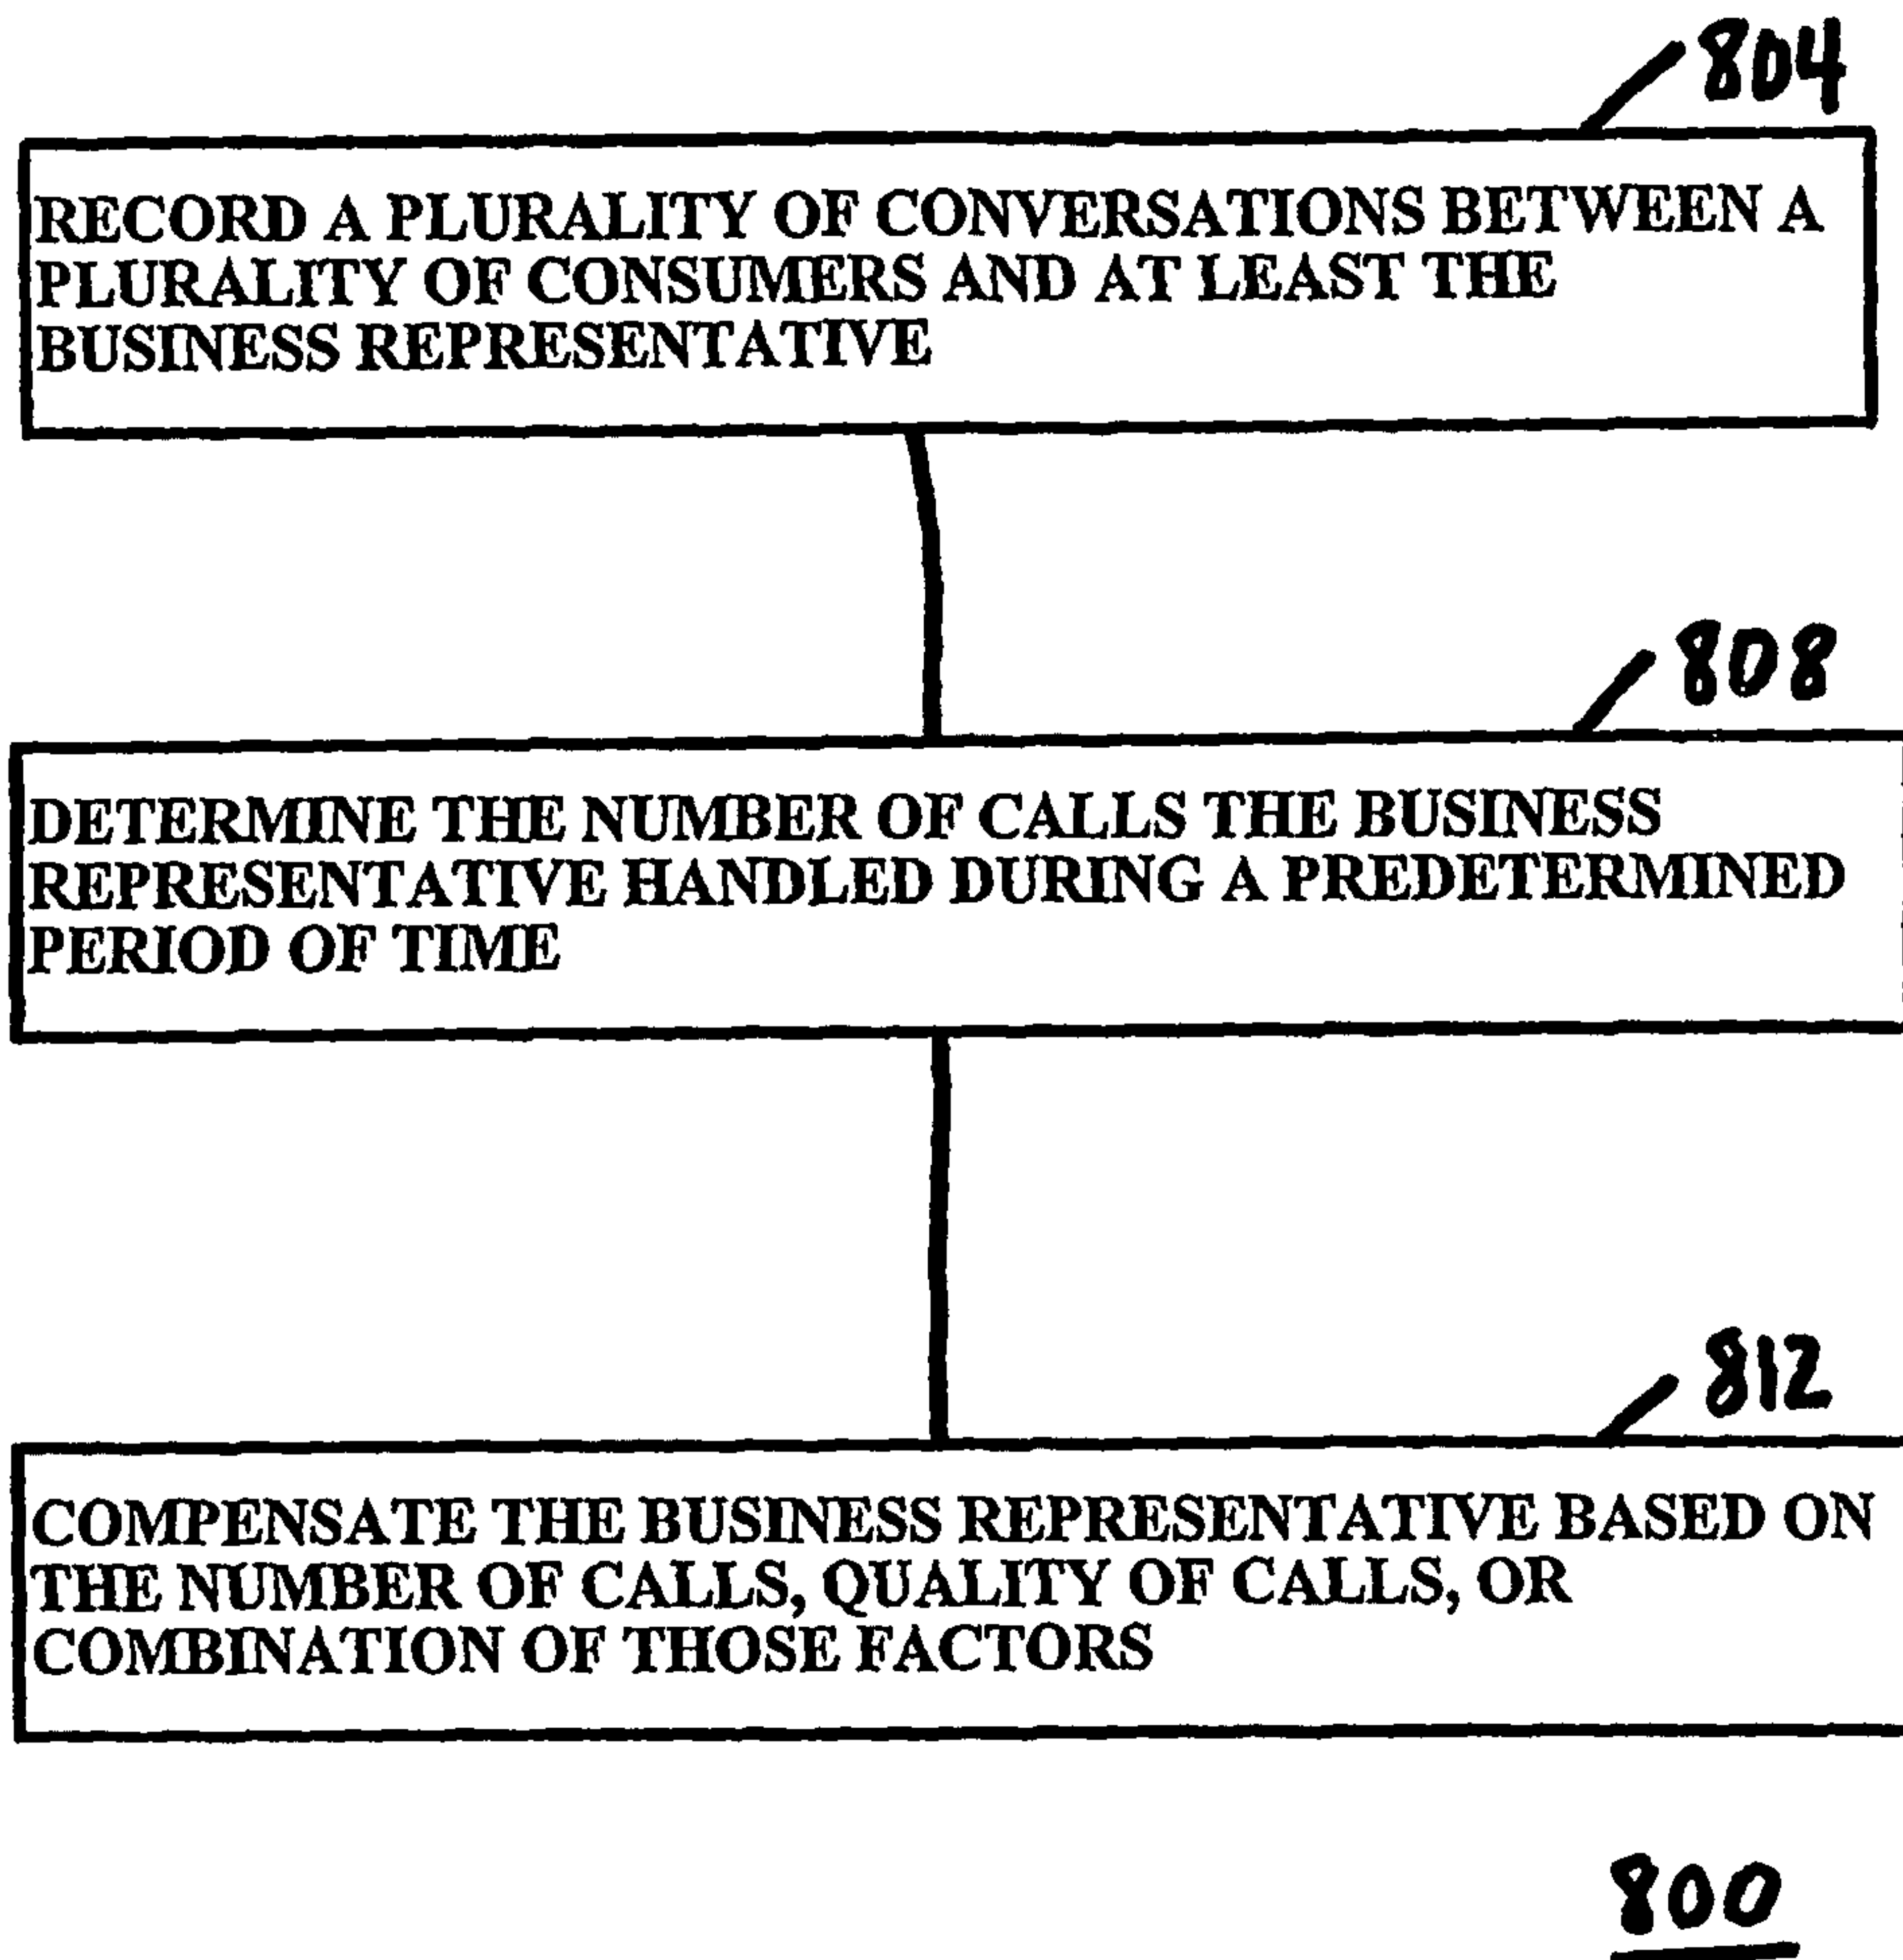 804
RECORD A PLURALITY OF CONVERSATIONS BETWEEN A
PLURALITY OF CONSUMERS AND AT LEAST THE
BUSINESS REPRESENTATIVE
808
DETERMINE THE NUMBER OF CALLS THE BUSINESS
REPRESENTATIVE HANDLED DURING A PREDETERMINED
PERIOD OF TIME
812
COMPENSATE THE BUSINESS REPRESENTATIVE BASED ON
THE NUMBER OF CALLS, QUALITY OF CALLS, OR
COMBINATION OF THOSE FACTORS
800